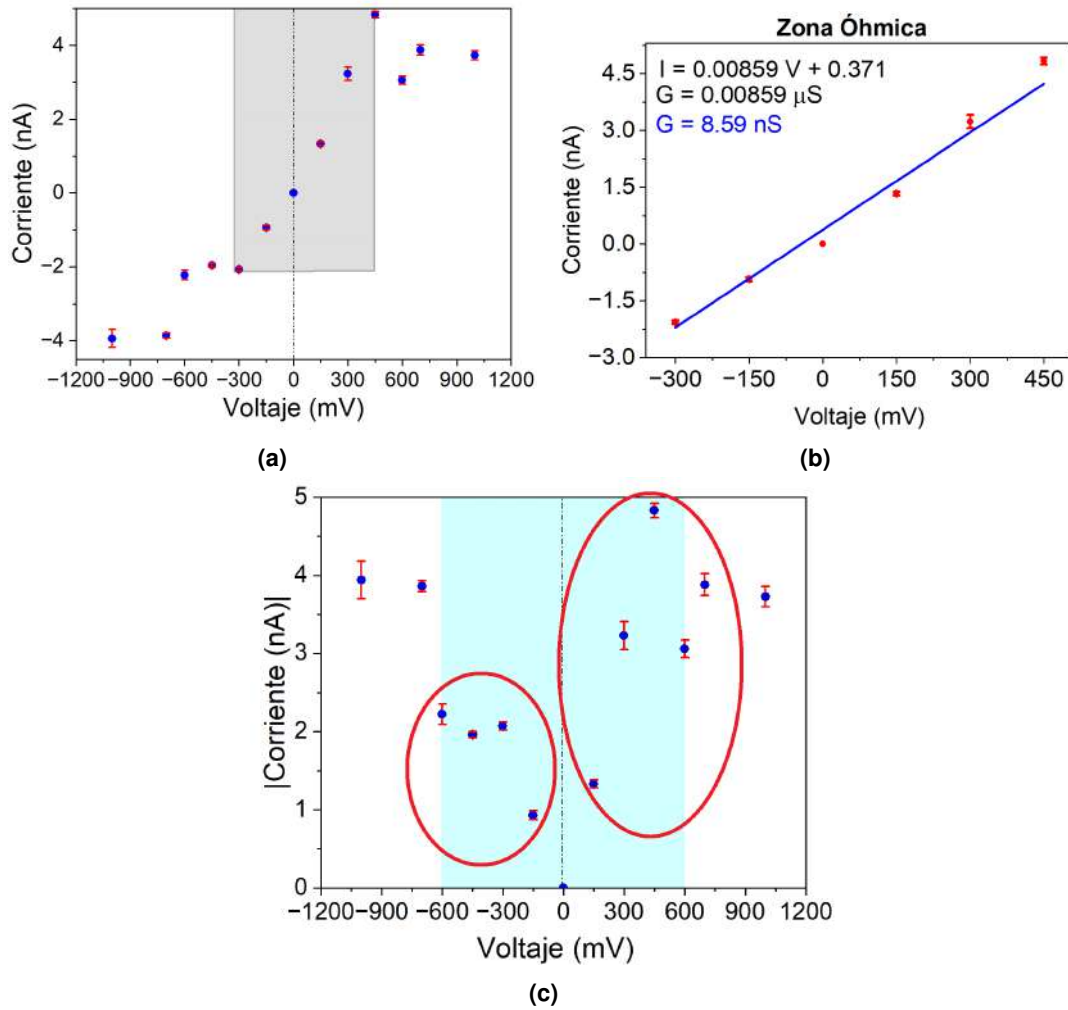 4
2
0
−2
−4
−1200 −900 −600 −300 0 300 600 900 1200
Corriente (nA)
Voltaje (mV)
(a)
Zona Óhmica
I = 0.00859 V + 0.371
G = 0.00859 µS
G = 8.59 nS
4.5
3.0
1.5
0.0
−1.5
−3.0
−300 −150 0 150 300 450
Corriente (nA)
Voltaje (mV)
(b)
5
4
3
2
1
0
−1200 −900 −600 −300 0 300 600 900 1200
|Corriente (nA)|
Voltaje (mV)
(c)